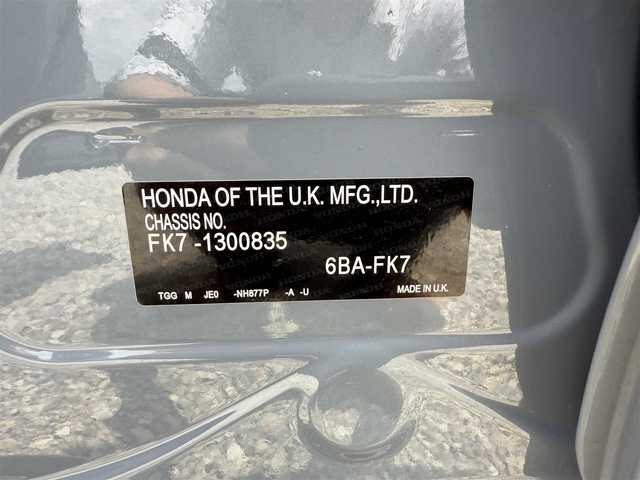 HONDA OF THE U.K. MFG.,LTD.
CHASSIS NO.
FK7 -1300835
6BA-FK7
TGG M JE0 -NH877P -A -U MADE IN U.K.